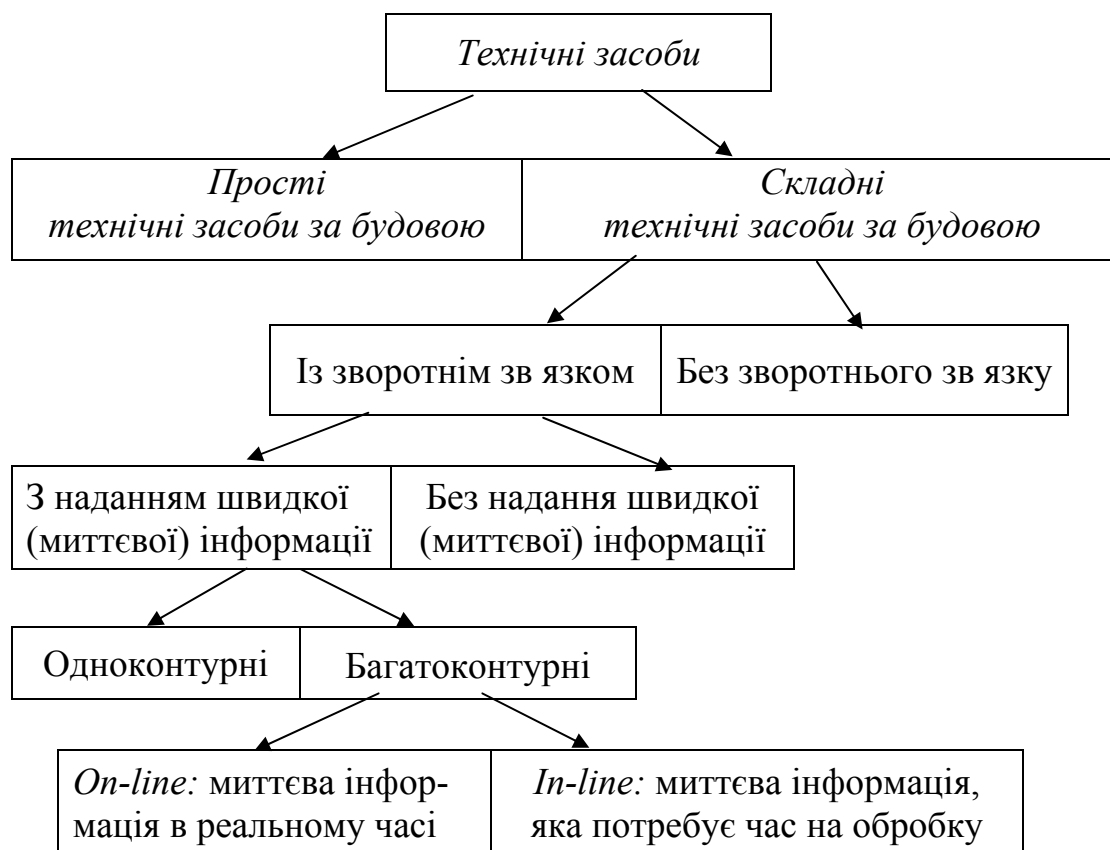 Технічні засоби
Прості
технічні засоби за будовою
Складні
технічні засоби за будовою
Із зворотнім зв язком
Без зворотнього зв язку
З наданням швидкої
(миттєвої) інформації
Без надання швидкої
(миттєвої) інформації
Одноконтурні
Багатоконтурні
On-line: миттєва інфор-
мація в реальному часі
In-line: миттєва інформація,
яка потребує час на обробку